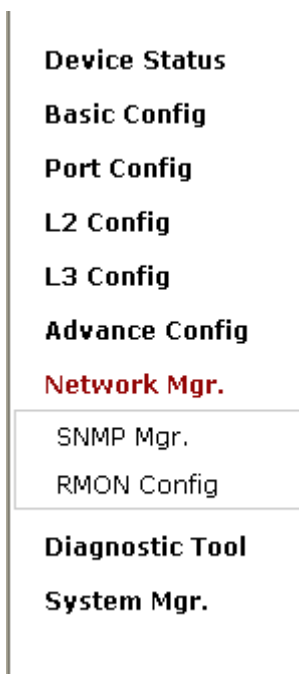 Device Status
Basic Config
Port Config
L2 Config
L3 Config
Advance Config
Network Mgr.
SNMP Mgr.
RMON Config
Diagnostic Tool
System Mgr.